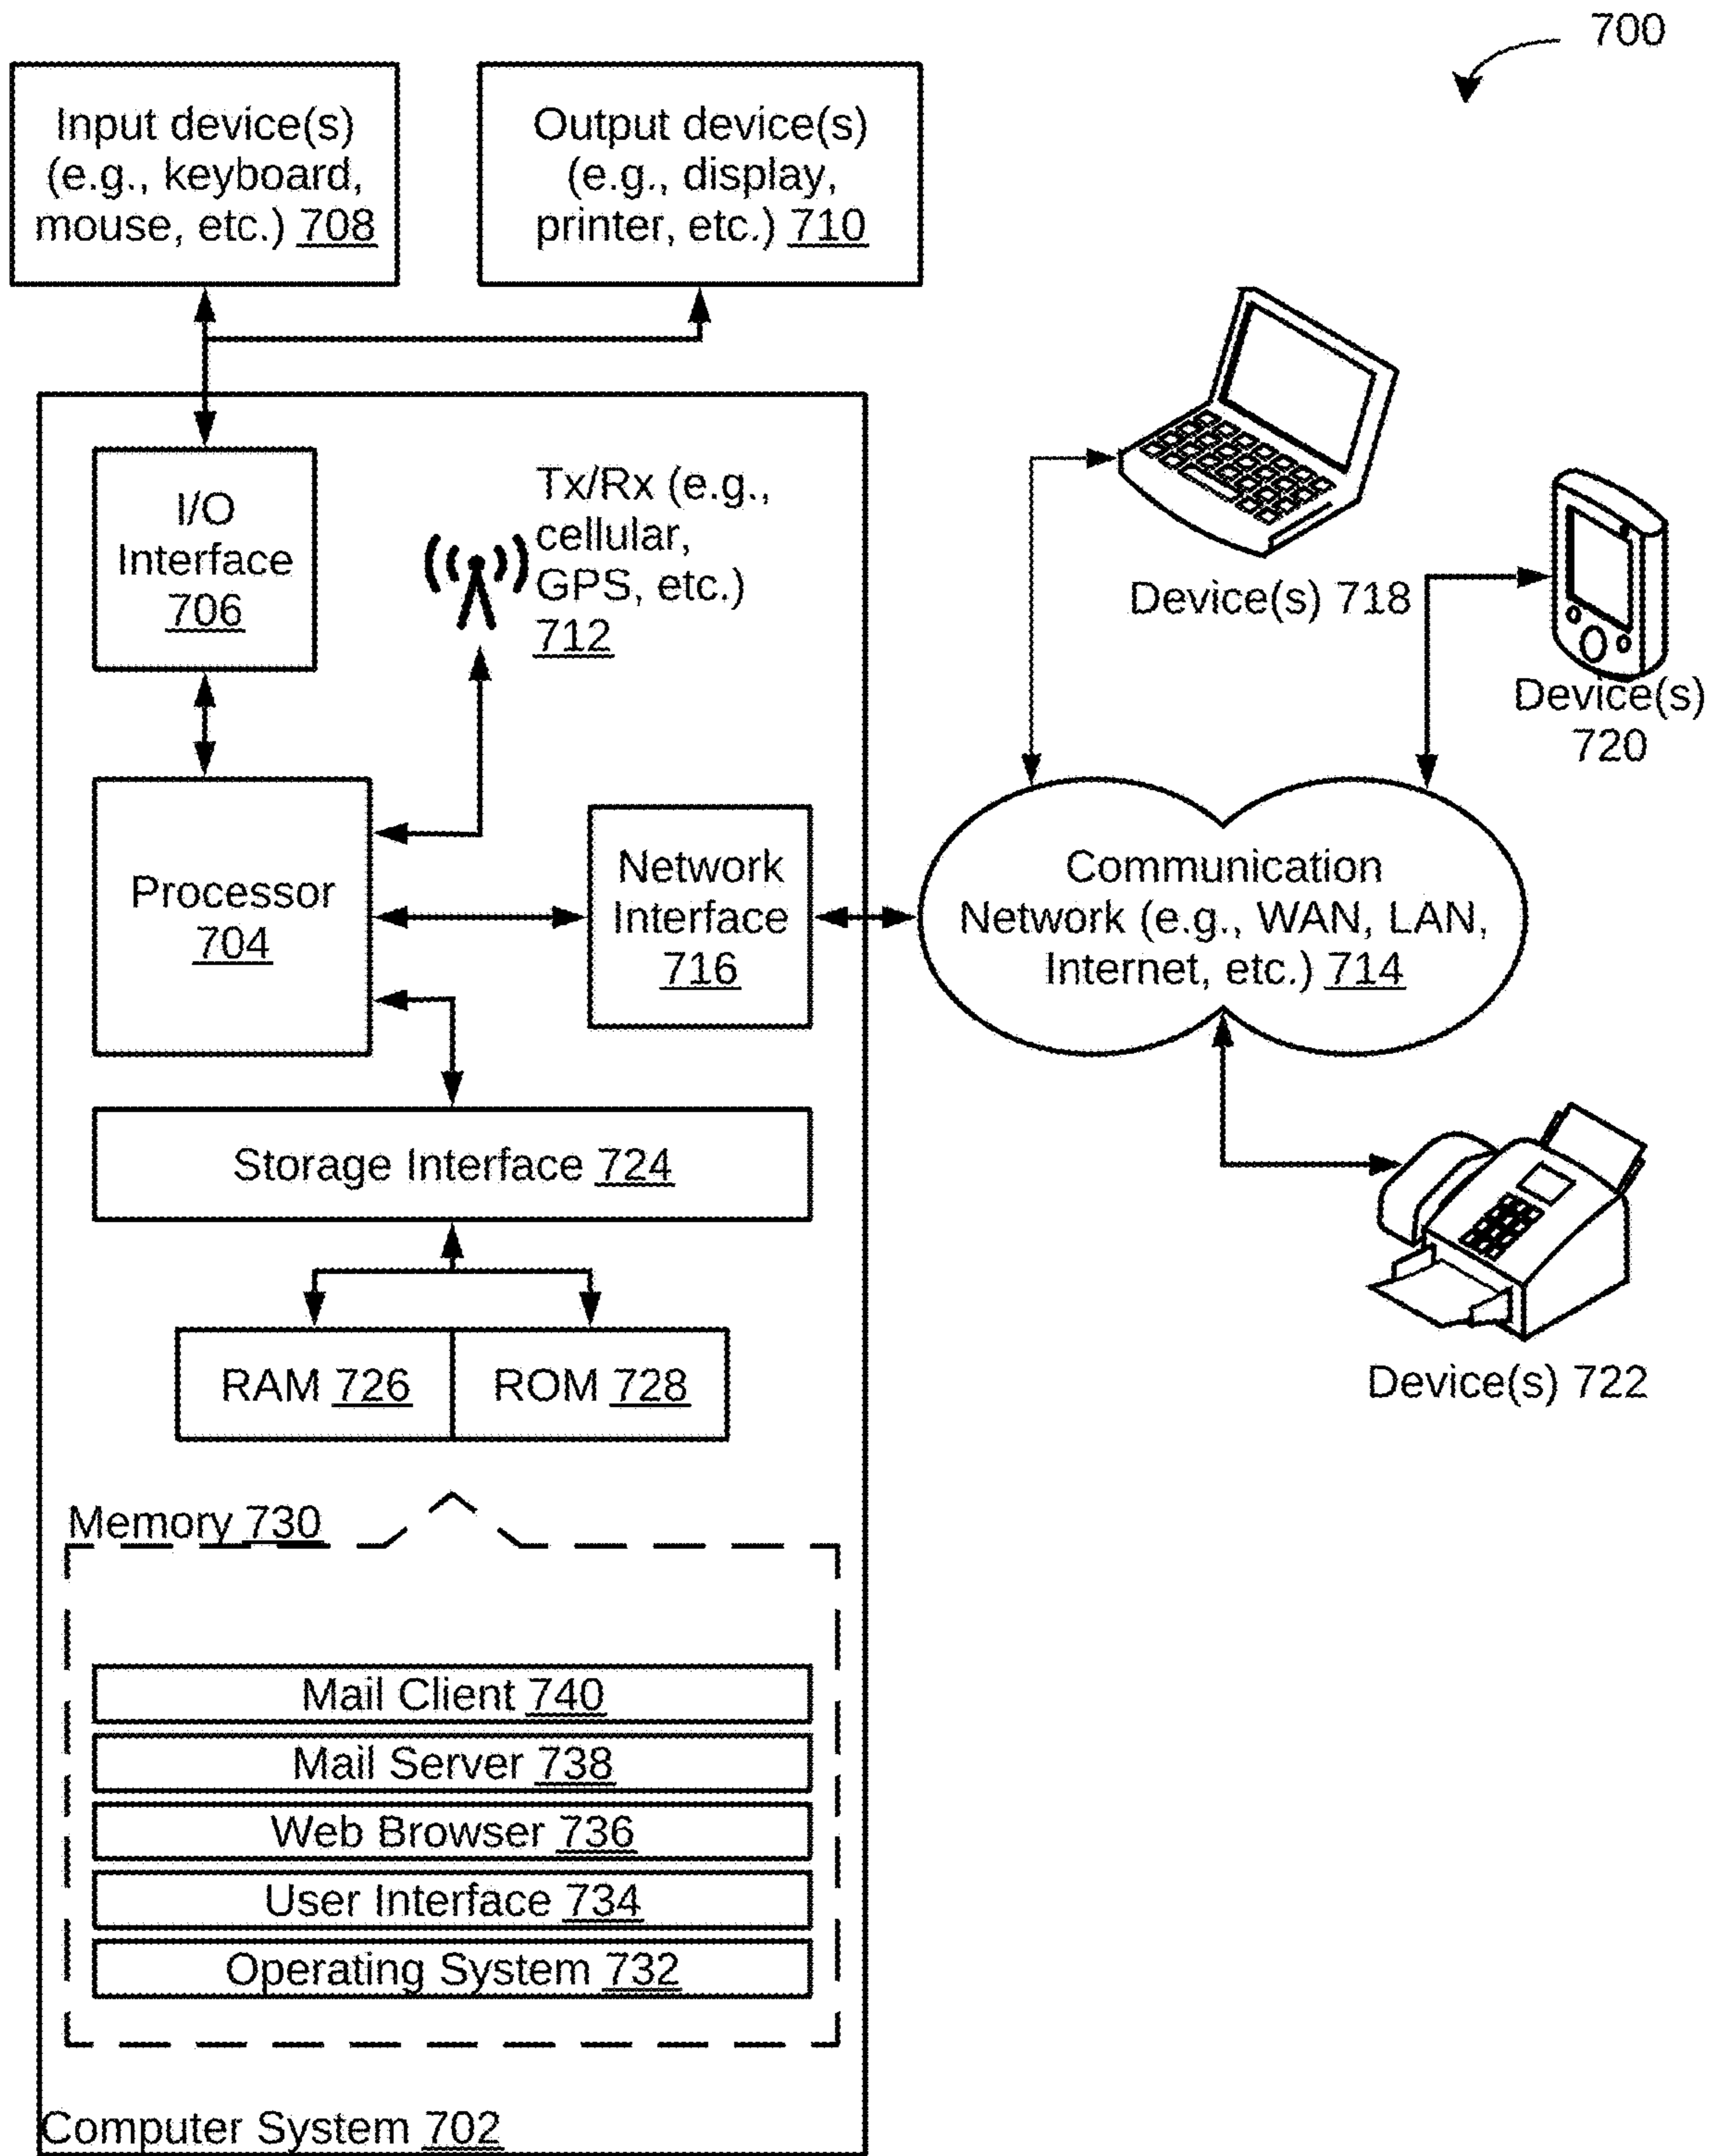 700
Input device(s)
(e.g., keyboard,
mouse, etc.) 708
Output device(s)
(e.g., display,
printer, etc.) 710
I/O
Interface
706
Tx/Rx (e.g.,
cellular,
GPS, etc.)
712
Device(s) 718
Device(s)
720
Processor
704
Network
Interface
716
Communication
Network (e.g., WAN, LAN,
Internet, etc.) 714
Storage Interface 724
RAM 726
ROM 728
Device(s) 722
Memory 730
Mail Client 740
Mail Server 738
Web Browser 736
User Interface 734
Operating System 732
Computer System 702